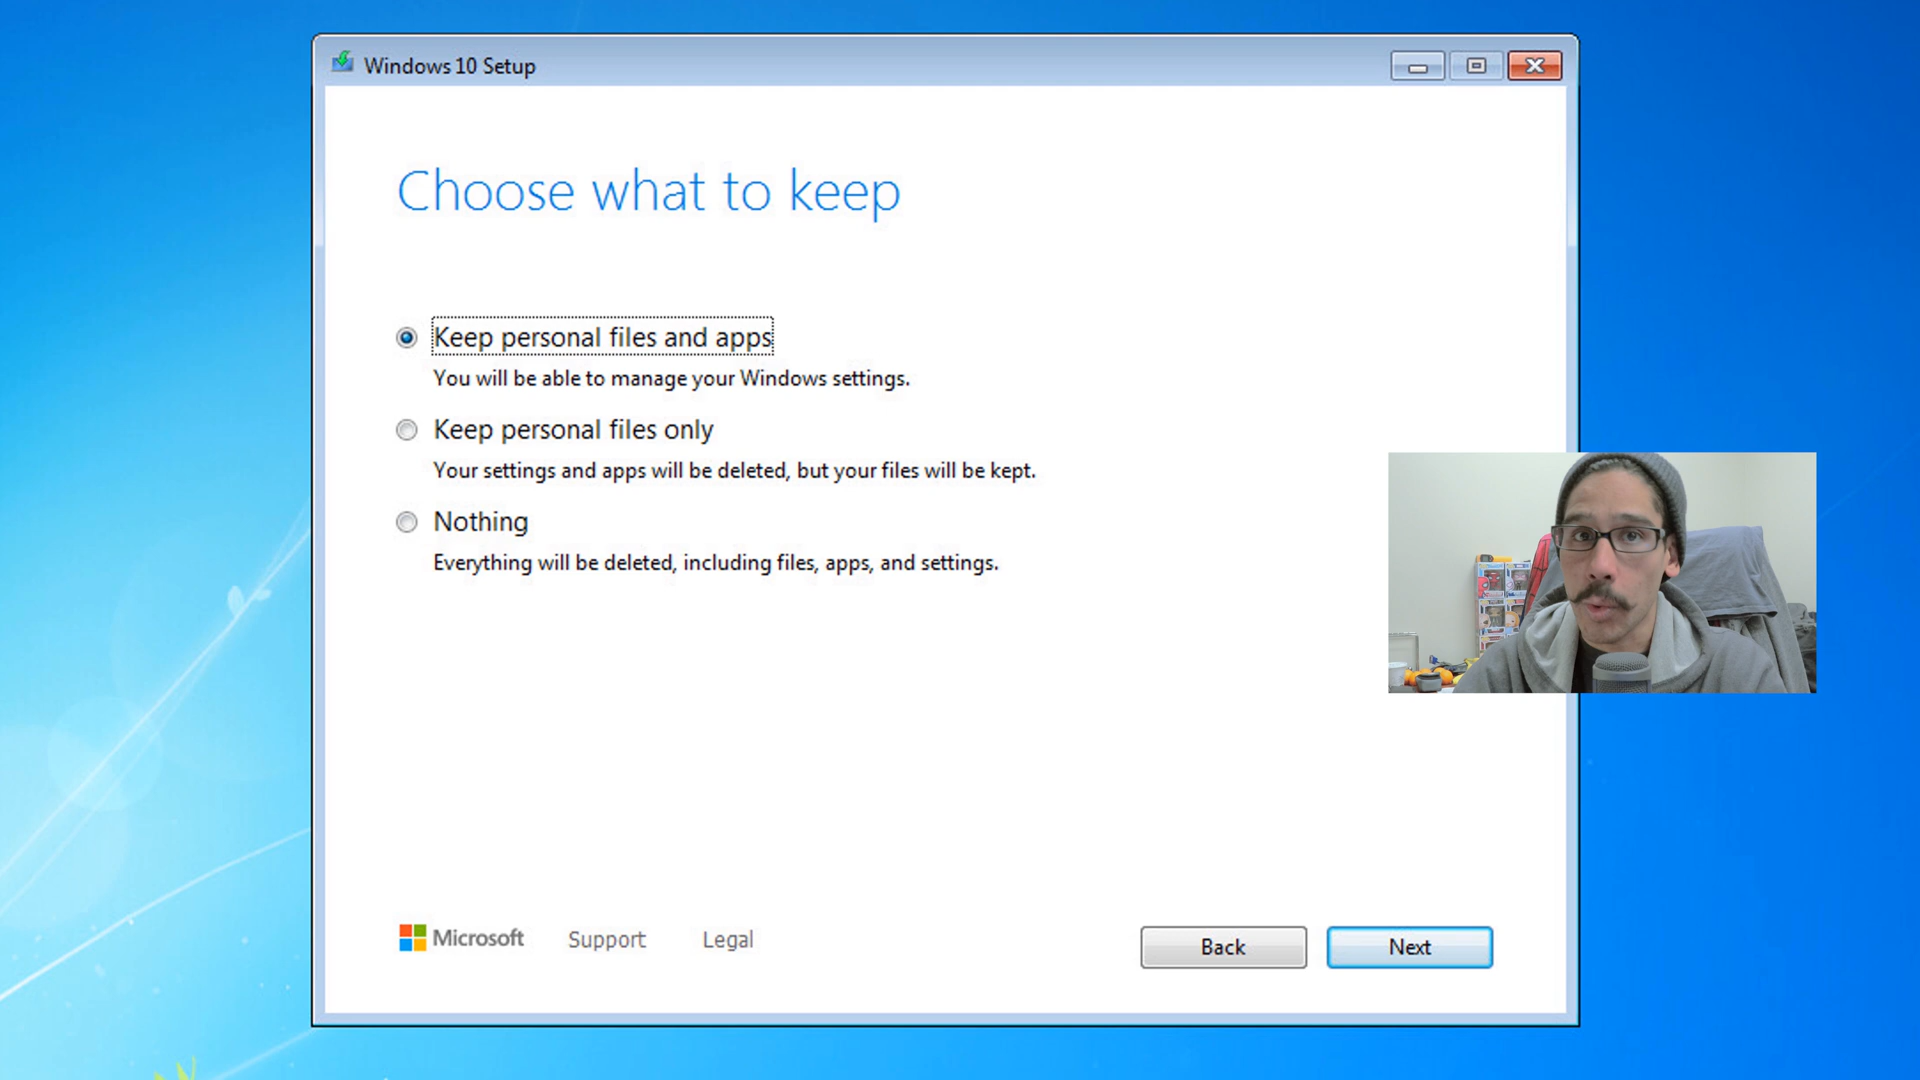 Windows 10 Setup
Choose what to keep
Keep personal files and apps
You will be able to manage your Windows settings.
Keep personal files only
Your settings and apps will be deleted, but your files will be kept.
Nothing
Everything will be deleted, including files, apps, and settings.
Microsoft Support Legal Back Next